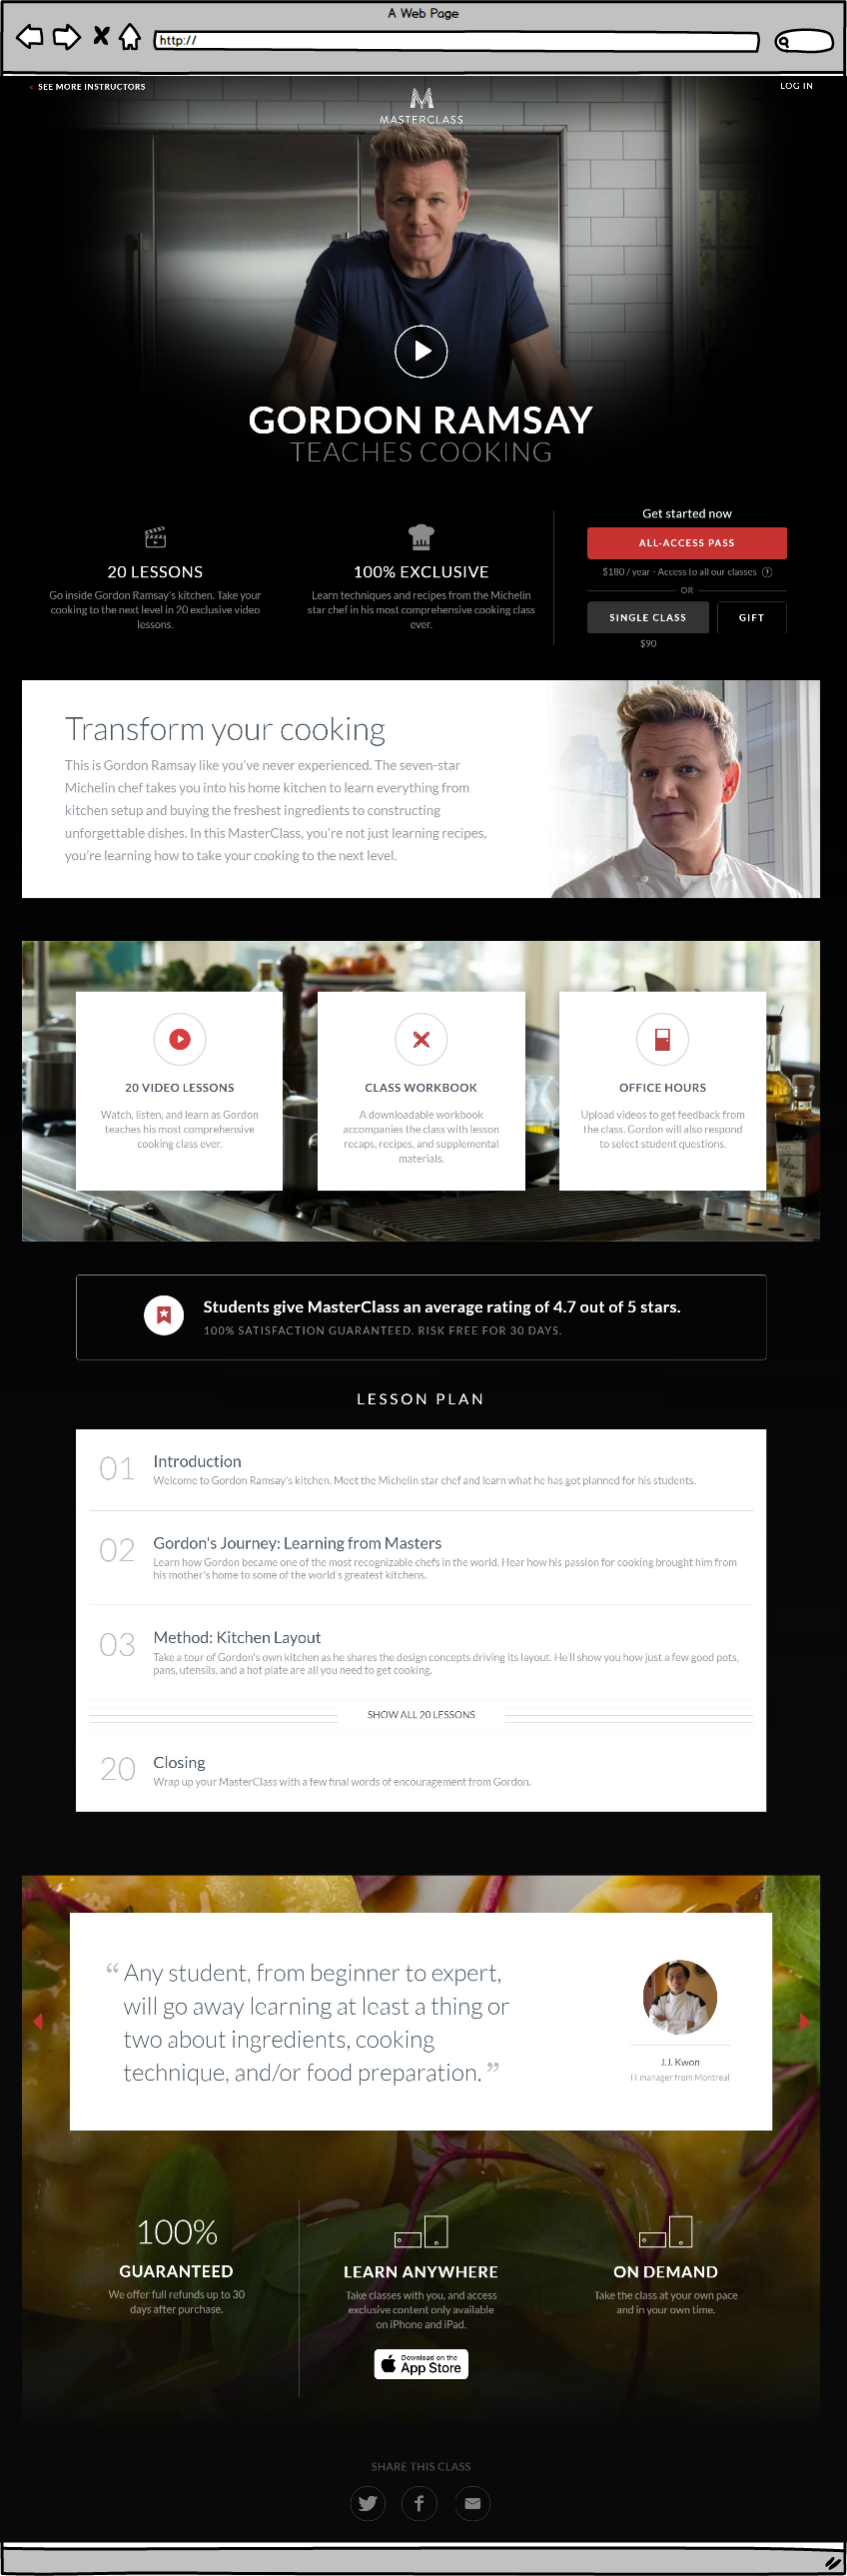 A Web Page
http://
< SEE MORE INSTRUCTORS
LOG IN
MASTERCLASS
GORDON RAMSAY
TEACHES COOKING
20 LESSONS
Go inside Gordon Ramsay's kitchen. Take your
cooking to the next level in 20 exclusive video
lessons.
100% EXCLUSIVE
Learn techniques and recipes from the Michelin
star chef in his most comprehensive cooking class
ever.
Get started now
ALL-ACCESS PASS
$180 / year - Access to all our classes ?
OR
SINGLE CLASS
GIFT
$90
Transform your cooking
This is Gordon Ramsay like you've never experienced. The seven-star
Michelin chef takes you into his home kitchen to learn everything from
kitchen setup and buying the freshest ingredients to constructing
unforgettable dishes. In this MasterClass, you're not just learning recipes,
you're learning how to take your cooking to the next level.
20 VIDEO LESSONS
Watch, listen, and learn as Gordon
teaches his most comprehensive
cooking class ever.
CLASS WORKBOOK
A downloadable workbook
accompanies the class with lesson
recaps, recipes, and supplemental
materials.
OFFICE HOURS
Upload videos to get feedback from
the class. Gordon will also respond
to select student questions.
Students give MasterClass an average rating of 4.7 out of 5 stars.
100% SATISFACTION GUARANTEED. RISK FREE FOR 30 DAYS.
LESSON PLAN
01 Introduction
Welcome to Gordon Ramsay's kitchen. Meet the Michelin star chef and learn what he has got planned for his students.
02 Gordon's Journey: Learning from Masters
Learn how Gordon became one of the most recognizable chefs in the world. Hear how his passion for cooking brought him from
his mother's home to some of the world's greatest kitchens.
03 Method: Kitchen Layout
Take a tour of Gordon's own kitchen as he shares the design concepts driving its layout. He'll show you how just a few good pots,
pans, utensils, and a hot plate are all you need to get cooking.
SHOW ALL 20 LESSONS
20 Closing
Wrap up your MasterClass with a few final words of encouragement from Gordon.
“ Any student, from beginner to expert,
will go away learning at least a thing or
two about ingredients, cooking
technique, and/or food preparation. ”
J.J. Kwon
IT manager from Montreal
100%
GUARANTEED
We offer full refunds up to 30
days after purchase.
LEARN ANYWHERE
Take classes with you, and access
exclusive content only available
on iPhone and iPad.
Download on the
App Store
ON DEMAND
Take the class at your own pace
and in your own time.
SHARE THIS CLASS